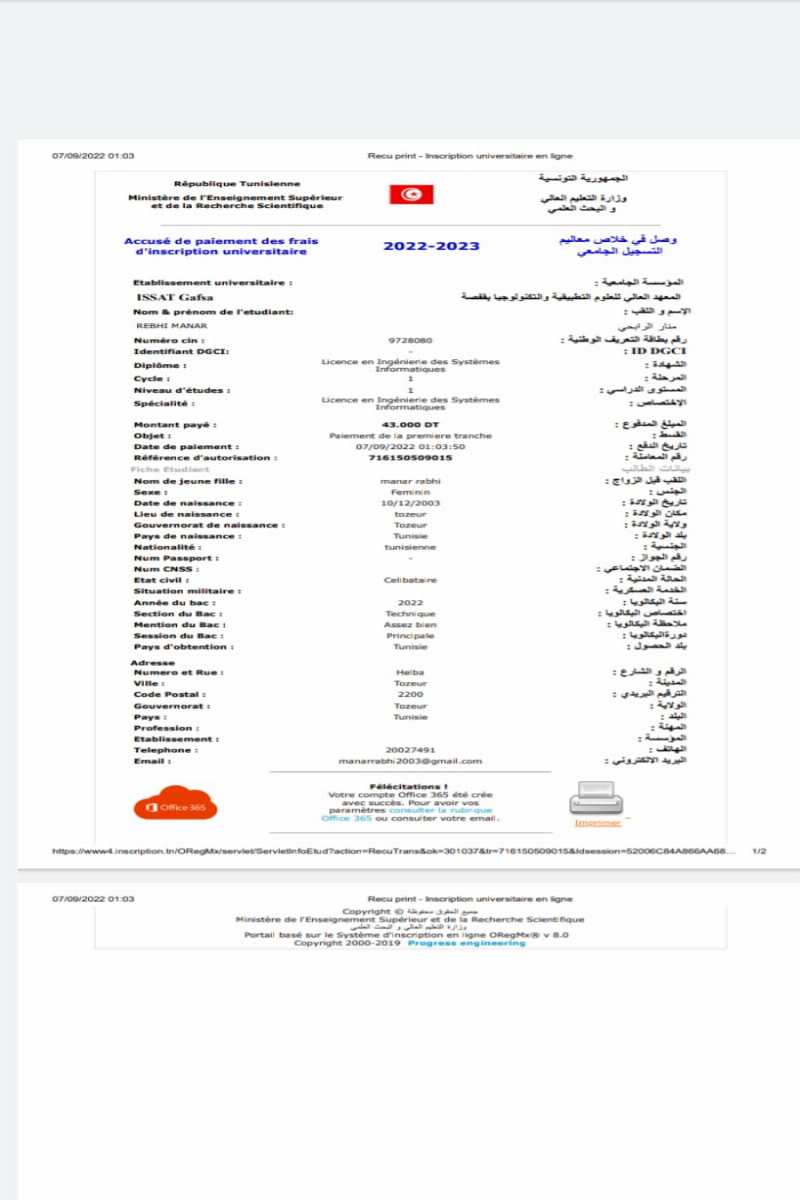 07/09/2022 01:03 Recu print - Inscription universitaire en ligne
République Tunisienne الجمهورية التونسية
Ministère de l'Enseignement Supérieur et de la Recherche Scientifique وزارة التعليم العالي و البحث العلمي
Accusé de paiement des frais d'inscription universitaire 2022-2023 وصل في خلاص معاليم التسجيل الجامعي
Etablissement universitaire : المؤسسة الجامعية :
ISSAT Gafsa المعهد العالي للعلوم التطبيقية والتكنولوجيا بقفصة
Nom & prénom de l'etudiant: الإسم و اللقب :
REBHI MANAR منار الرابحي
Numéro cin : 9728080 رقم بطاقة التعريف الوطنية :
Identifiant DGCI: - ID DGCI :
Diplôme : Licence en Ingénierie des Systèmes Informatiques الشهادة :
Cycle : 1 المرحلة :
Niveau d'études : 1 المستوى الدراسي :
Spécialité : Licence en Ingénierie des Systèmes Informatiques الإختصاص :
Montant payé : 43.000 DT المبلغ المدفوع :
Objet : Paiement de la premiere tranche القسط :
Date de paiement : 07/09/2022 01:03:50 تاريخ الدفع :
Référence d'autorisation : 716150509015 رقم المعاملة :
Fiche Etudiant بيانات الطالب
Nom de jeune fille : manar rabhi اللقب قبل الزواج :
Sexe : Feminin الجنس :
Date de naissance : 10/12/2003 تاريخ الولادة :
Lieu de naissance : tozeur مكان الولادة :
Gouvernorat de naissance : Tozeur ولاية الولادة :
Pays de naissance : Tunisie بلد الولادة :
Nationalité : tunisienne الجنسية :
Num Passport : - رقم الجواز :
Num CNSS : الضمان الاجتماعي :
Etat civil : Celibataire الحالة المدنية :
Situation militaire : الخدمة العسكرية :
Année du bac : 2022 سنة البكالويا :
Section du Bac : Technique اختصاص البكالويا :
Mention du Bac : Assez bien ملاحظة البكالويا :
Session du Bac : Principale دورةالبكالويا :
Pays d'obtention : Tunisie بلد الحصول :
Adresse
Numero et Rue : Helba الرقم و الشارع :
Ville : Tozeur المدينة :
Code Postal : 2200 الترقيم البريدي :
Gouvernorat : Tozeur الولاية :
Pays : Tunisie البلد :
Profession : المهنة :
Etablissement : المؤسسة :
Telephone : 20027491 الهاتف :
Email : manarrabhi2003@gmail.com البريد الالكتروني :
Félécitations !
Votre compte Office 365 été crée
avec succès. Pour avoir vos
Office 365 paramètres consulter la rubrique
Office 365 ou consulter votre email. Imprimer
https://www4.inscription.tn/ORegMx/servlet/ServletInfoEtud?action=RecuTrans&ok=301037&tr=716150509015&Idsession=52006C84A866AA68... 1/2
07/09/2022 01:03 Recu print - Inscription universitaire en ligne
Copyright © جميع الحقوق محفوظة
Ministère de l'Enseignement Supérieur et de la Recherche Scientifique
وزارة التعليم العالي و البحث العلمي
Portail basé sur le Système d'inscription en ligne ORegMx® v 8.0
Copyright 2000-2019 Progress engineering